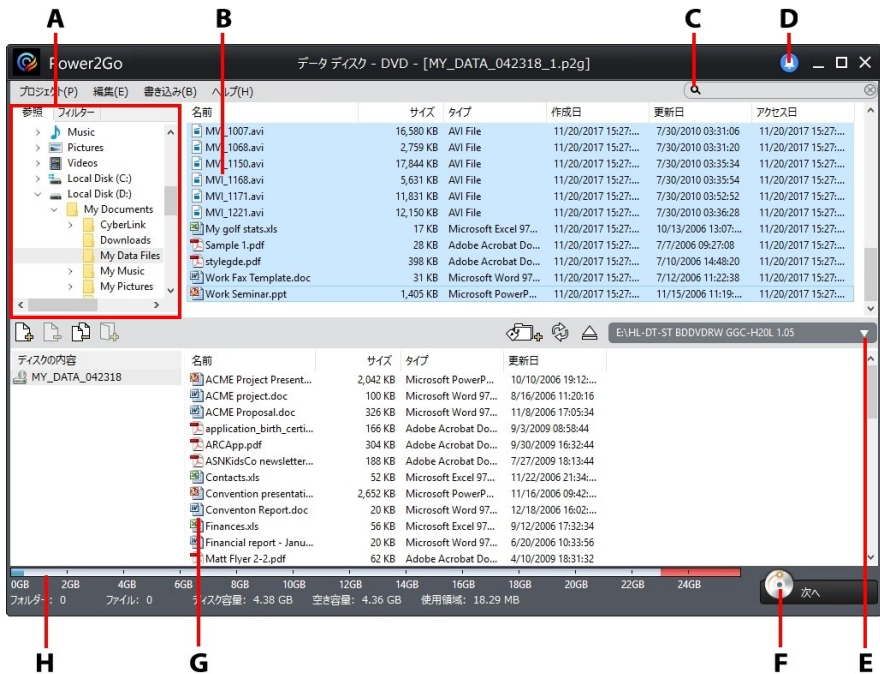 A B C D
Power2Go データ ディスク - DVD - [MY_DATA_042318_1.p2g]
プロジェクト(P) 編集(E) 書き込み(B) ヘルプ(H)
参照 フィルター 名前 サイズ タイプ 作成日 更新日 アクセス日
Music MVI_1007.avi 16,580 KB AVI File 11/20/2017 15:27:... 7/30/2010 03:31:06 11/20/2017 15:27:...
Pictures MVI_1068.avi 2,759 KB AVI File 11/20/2017 15:27:... 7/30/2010 03:31:20 11/20/2017 15:27:...
Videos MVI_1150.avi 17,844 KB AVI File 11/20/2017 15:27:... 7/30/2010 03:35:34 11/20/2017 15:27:...
Local Disk (C:) MVI_1168.avi 5,631 KB AVI File 11/20/2017 15:27:... 7/30/2010 03:35:54 11/20/2017 15:27:...
Local Disk (D:) MVI_1171.avi 11,831 KB AVI File 11/20/2017 15:27:... 7/30/2010 03:52:52 11/20/2017 15:27:...
My Documents MVI_1221.avi 12,150 KB AVI File 11/20/2017 15:27:... 7/30/2010 03:36:28 11/20/2017 15:27:...
CyberLink My golf stats.xls 17 KB Microsoft Excel 97... 11/20/2017 15:27:... 10/13/2006 13:07:... 11/20/2017 15:27:...
Downloads Sample 1.pdf 28 KB Adobe Acrobat Do... 11/20/2017 15:27:... 7/7/2006 09:27:08 11/20/2017 15:27:...
My Data Files stylegde.pdf 398 KB Adobe Acrobat Do... 11/20/2017 15:27:... 7/10/2006 14:48:20 11/20/2017 15:27:...
My Music Work Fax Template.doc 31 KB Microsoft Word 97... 11/20/2017 15:27:... 7/12/2006 11:22:38 11/20/2017 15:27:...
My Pictures Work Seminar.ppt 1,405 KB Microsoft PowerP... 11/20/2017 15:27:... 11/15/2006 11:19:... 11/20/2017 15:27:...
E:\HL-DT-ST BDDVDRW GGC-H20L 1.05
ディスクの内容 名前 サイズ タイプ 更新日
MY_DATA_042318 ACME Project Present... 2,042 KB Microsoft PowerP... 10/10/2006 19:12:...
ACME project.doc 100 KB Microsoft Word 97... 8/16/2006 11:20:16
ACME Proposal.doc 326 KB Microsoft Word 97... 11/8/2006 17:05:34
application_birth_certi... 166 KB Adobe Acrobat Do... 9/3/2009 08:58:44
ARCApp.pdf 304 KB Adobe Acrobat Do... 9/30/2009 16:32:44
ASNKidsCo newsletter... 188 KB Adobe Acrobat Do... 7/27/2009 18:13:44
Contacts.xls 52 KB Microsoft Excel 97... 11/22/2006 21:34:...
Convention presentati... 2,652 KB Microsoft PowerP... 11/16/2006 09:42:...
Conventon Report.doc 20 KB Microsoft Word 97... 12/18/2006 16:02:...
Finances.xls 56 KB Microsoft Excel 97... 9/12/2006 17:32:34
Financial report - Janu... 20 KB Microsoft Word 97... 6/20/2006 10:33:56
Matt Flyer 2-2.pdf 62 KB Adobe Acrobat Do... 4/10/2009 18:31:32
0GB 2GB 4GB 6GB 8GB 10GB 12GB 14GB 16GB 18GB 20GB 22GB 24GB
フォルダー: 0 ファイル: 0 ディスク容量: 4.38 GB 空き容量: 4.36 GB 使用領域: 18.29 MB
次へ
H G F E